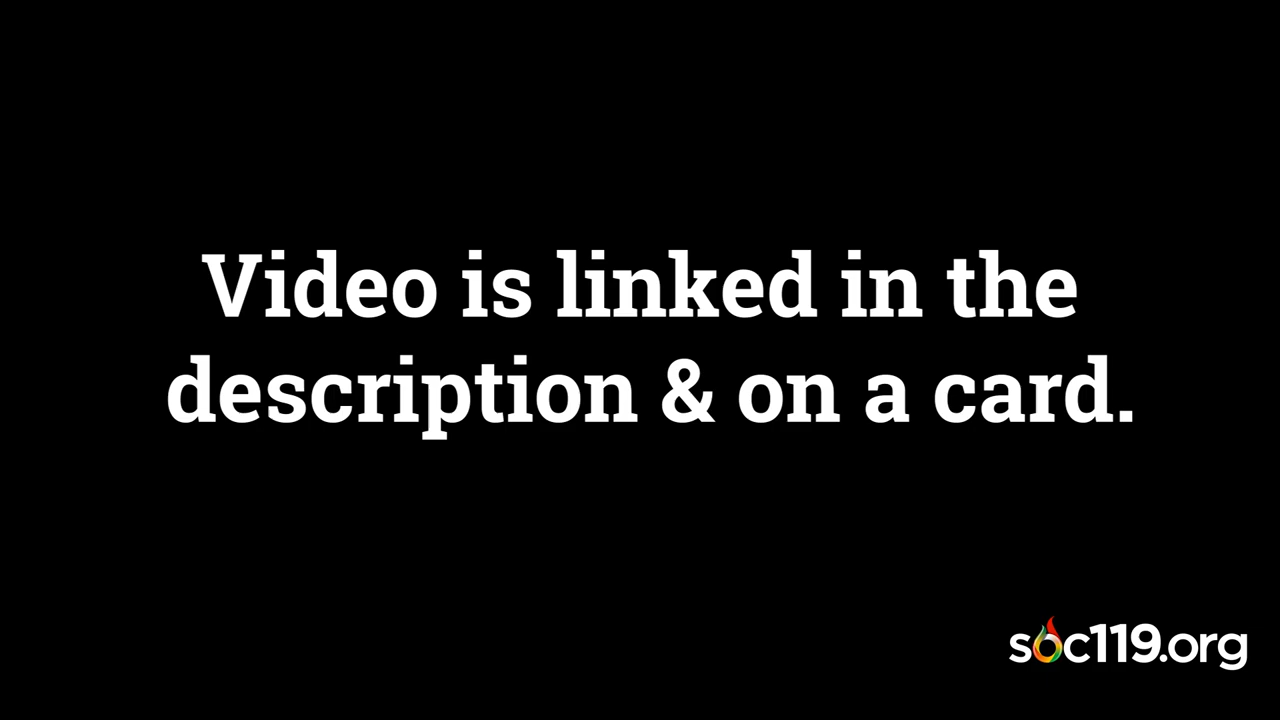 Video is linked in the
description & on a card.
soc119.org